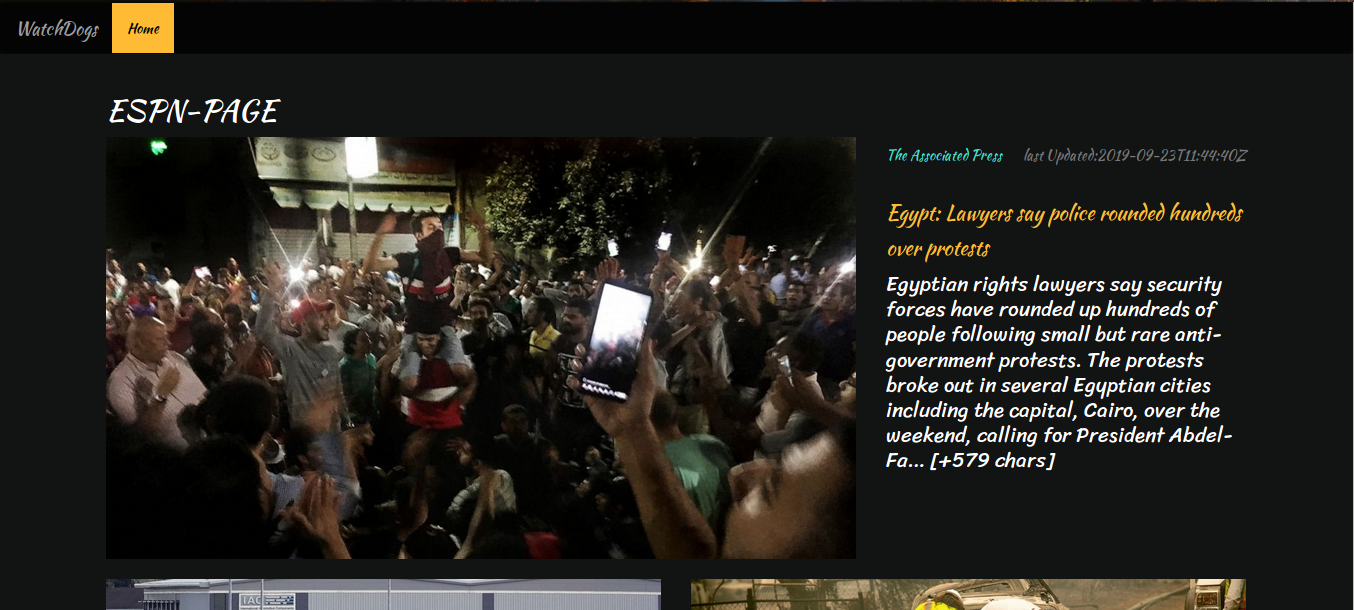 WatchDogs
Home
ESPN-PAGE
The Associated Press last Updated:2019-09-23T11:44:40Z
Egypt: Lawyers say police rounded hundreds
over protests
Egyptian rights lawyers say security
forces have rounded up hundreds of
people following small but rare anti-
government protests. The protests
broke out in several Egyptian cities
including the capital, Cairo, over the
weekend, calling for President Abdel-
Fa... [+579 chars]